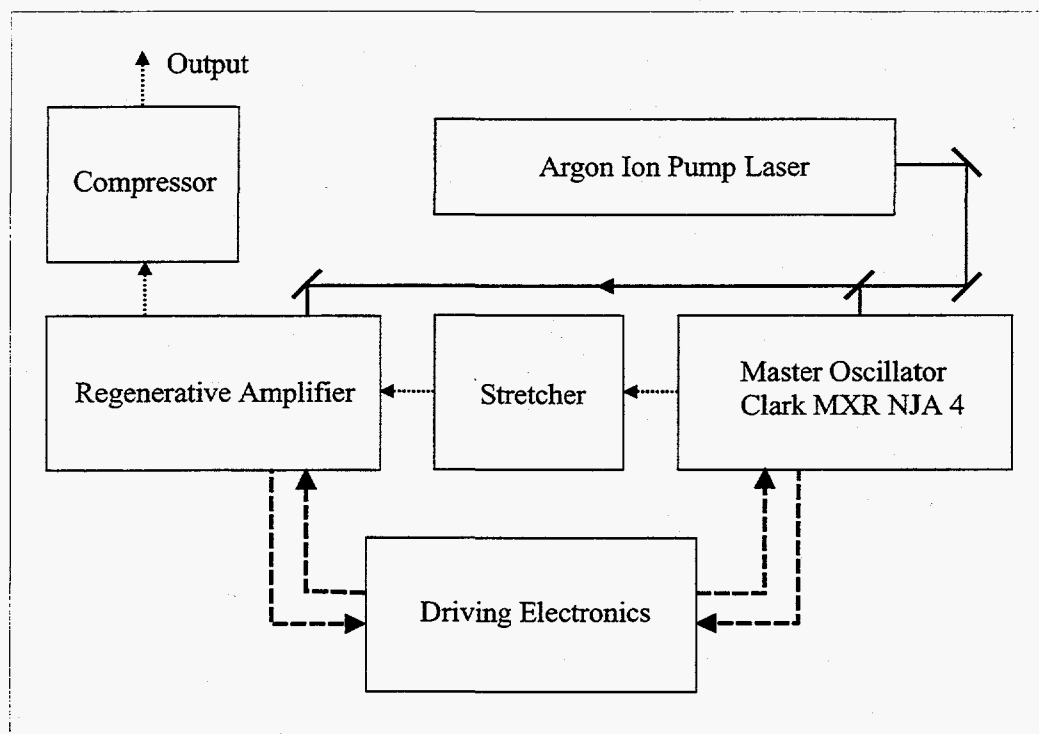 Output
Argon Ion Pump Laser
Compressor
Regenerative Amplifier
Stretcher
Master Oscillator
Clark MXR NJA 4
Driving Electronics